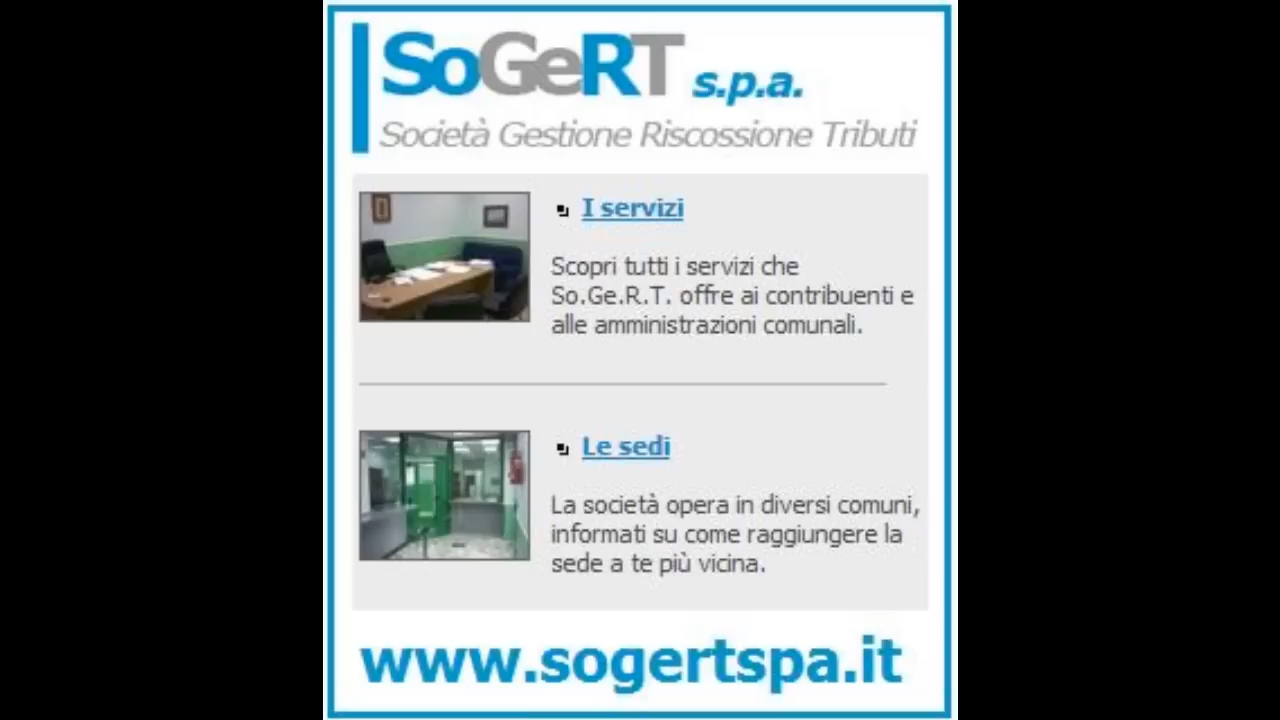 SoGeRT s.p.a.
Società Gestione Riscossione Tributi
I servizi
Scopri tutti i servizi che
So.Ge.R.T. offre ai contribuenti e
alle amministrazioni comunali.
Le sedi
La società opera in diversi comuni,
informati su come raggiungere la
sede a te più vicina.
www.sogertspa.it